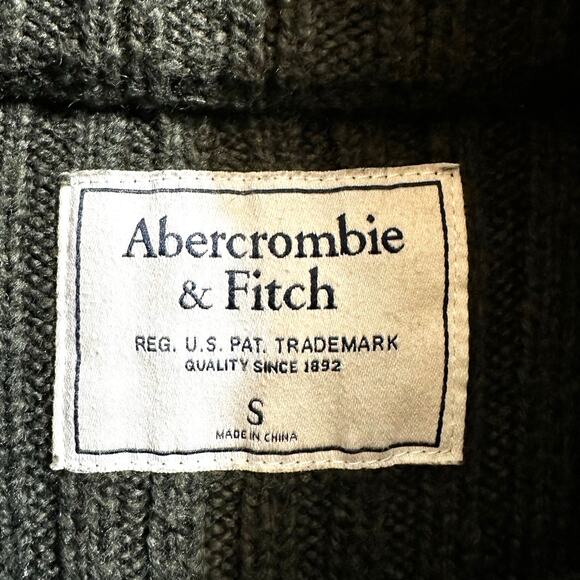 Abercrombie
& Fitch
REG. U.S. PAT. TRADEMARK
QUALITY SINCE 1892
S
MADE IN CHINA